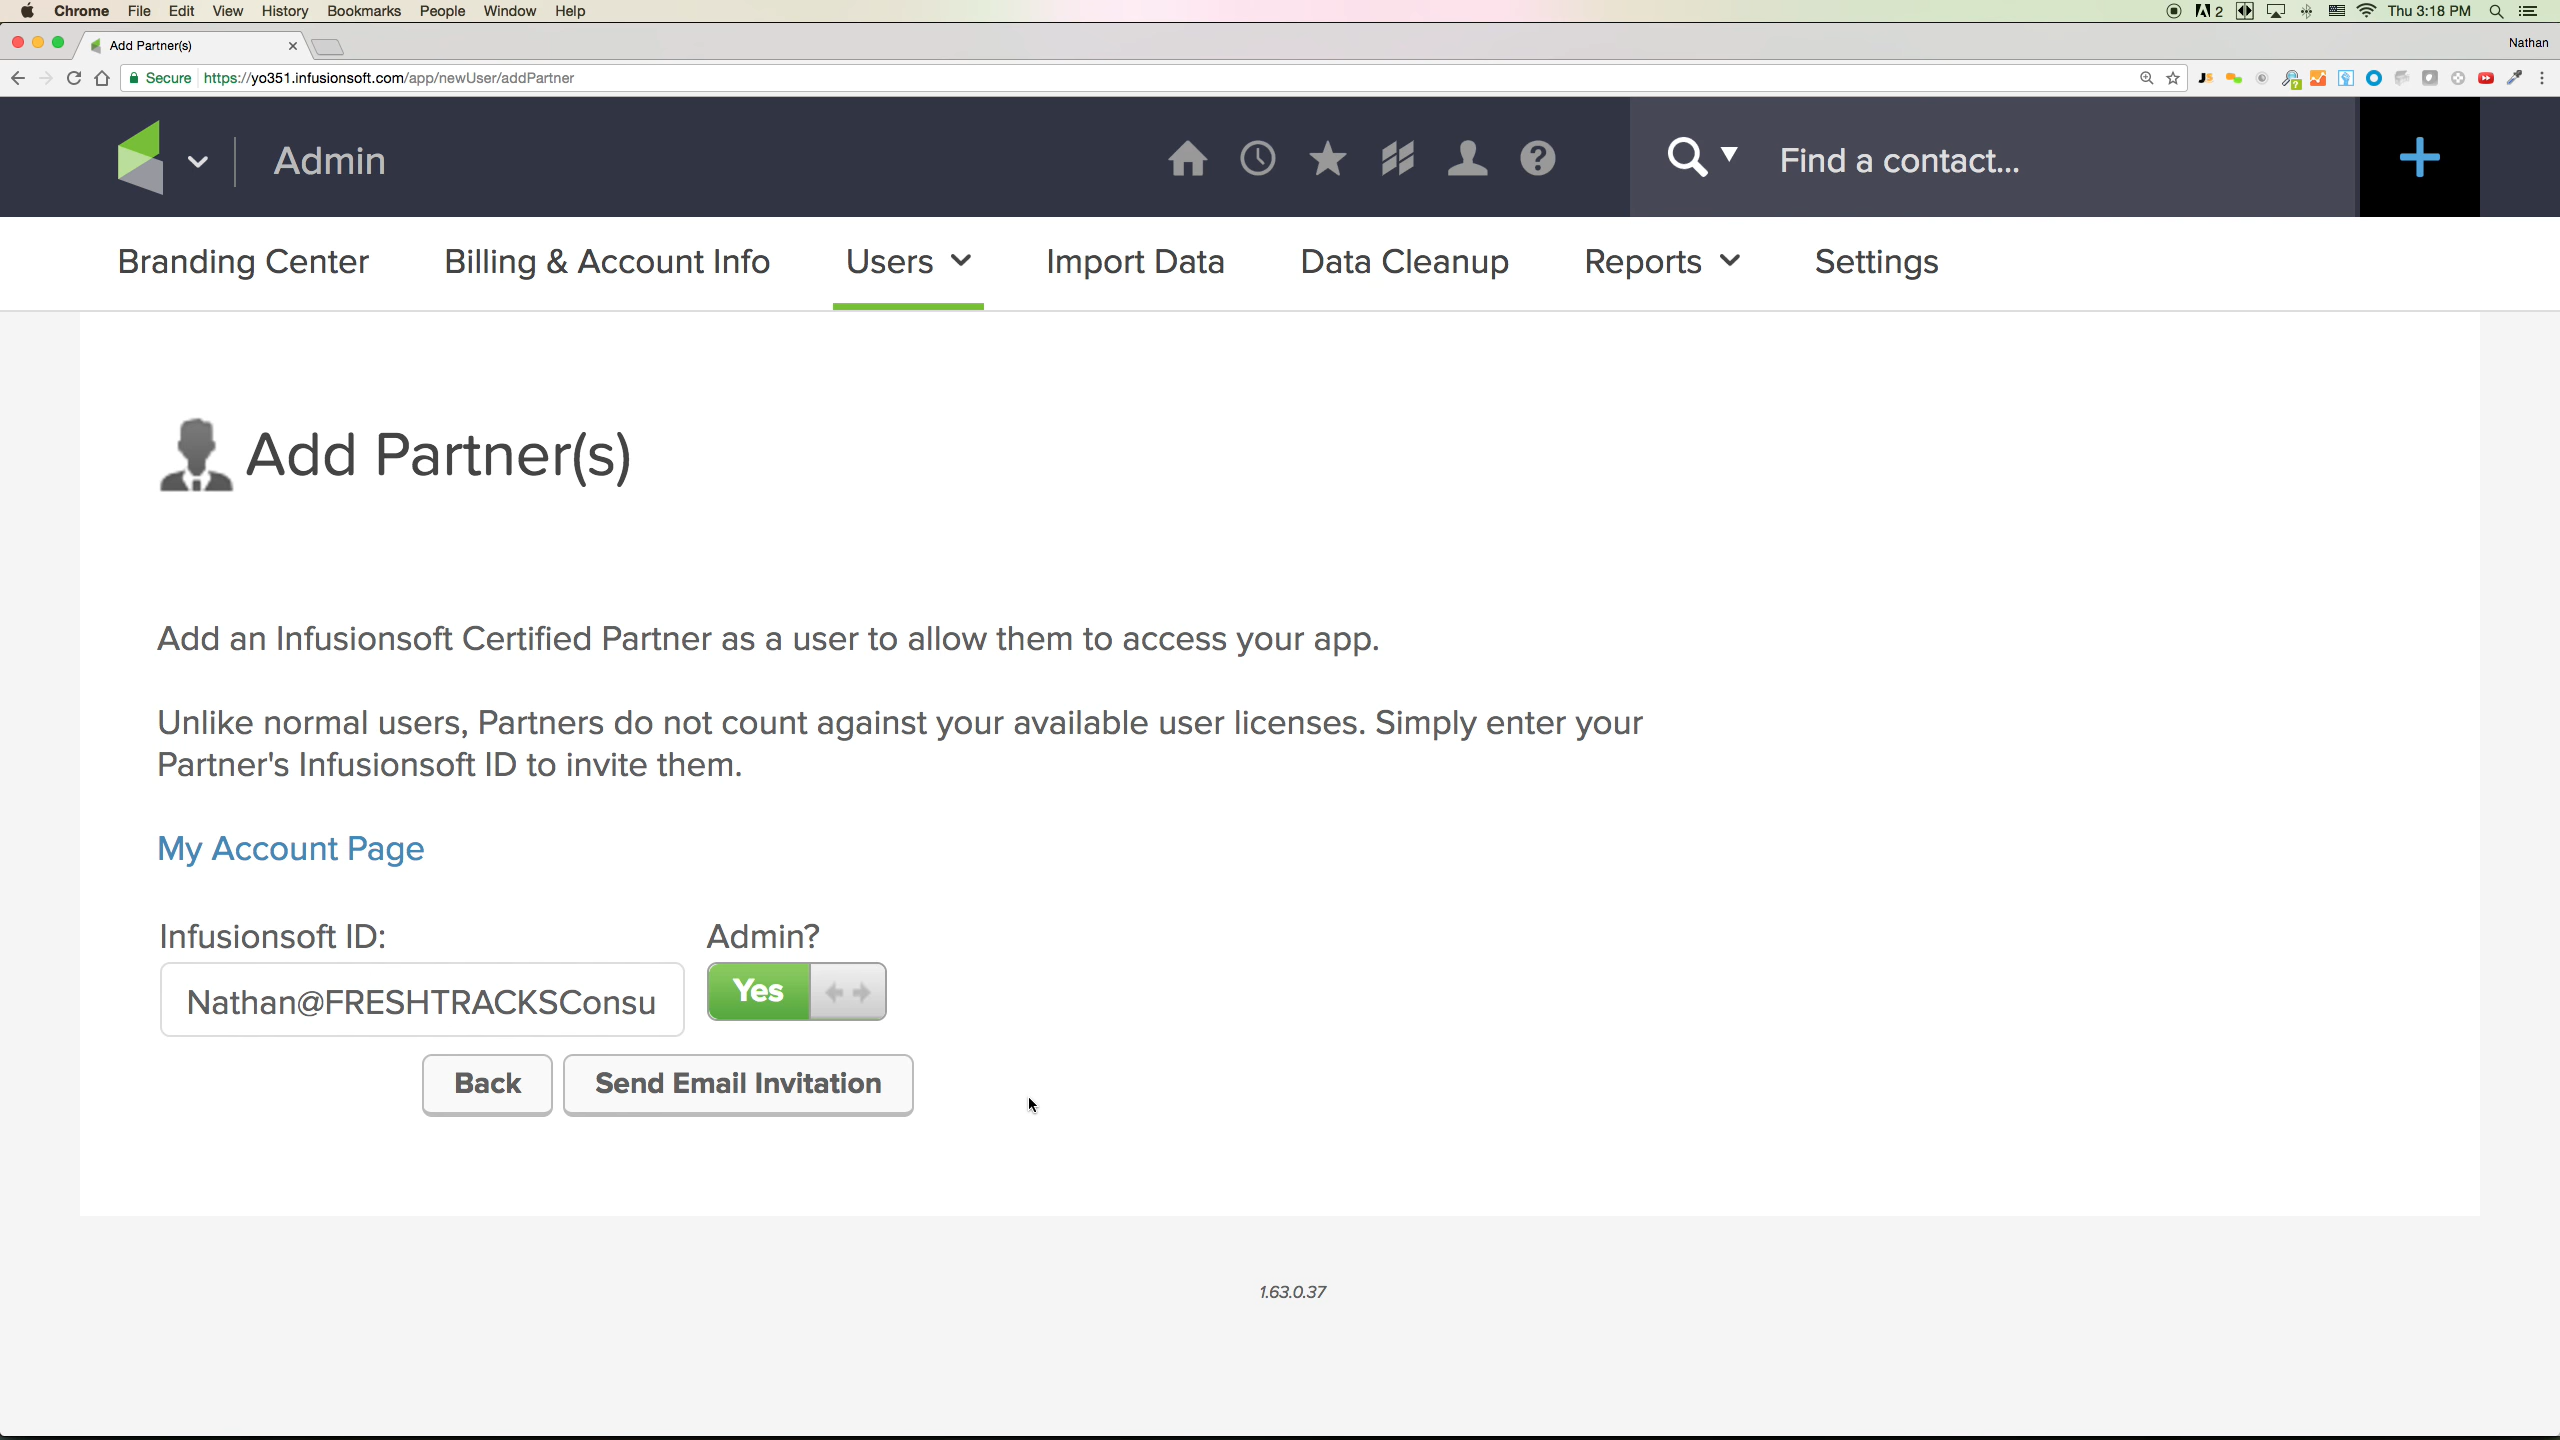 Chrome File Edit View History Bookmarks People Window Help 2 Thu 3:18 PM
Add Partner(s) Nathan
Secure https://yo351.infusionsoft.com/app/newUser/addPartner
Admin Find a contact...
Branding Center Billing & Account Info Users Import Data Data Cleanup Reports Settings
Add Partner(s)
Add an Infusionsoft Certified Partner as a user to allow them to access your app.
Unlike normal users, Partners do not count against your available user licenses. Simply enter your
Partner's Infusionsoft ID to invite them.
My Account Page
Infusionsoft ID: Admin?
Nathan@FRESHTRACKSConsu Yes
Back Send Email Invitation
1.63.0.37